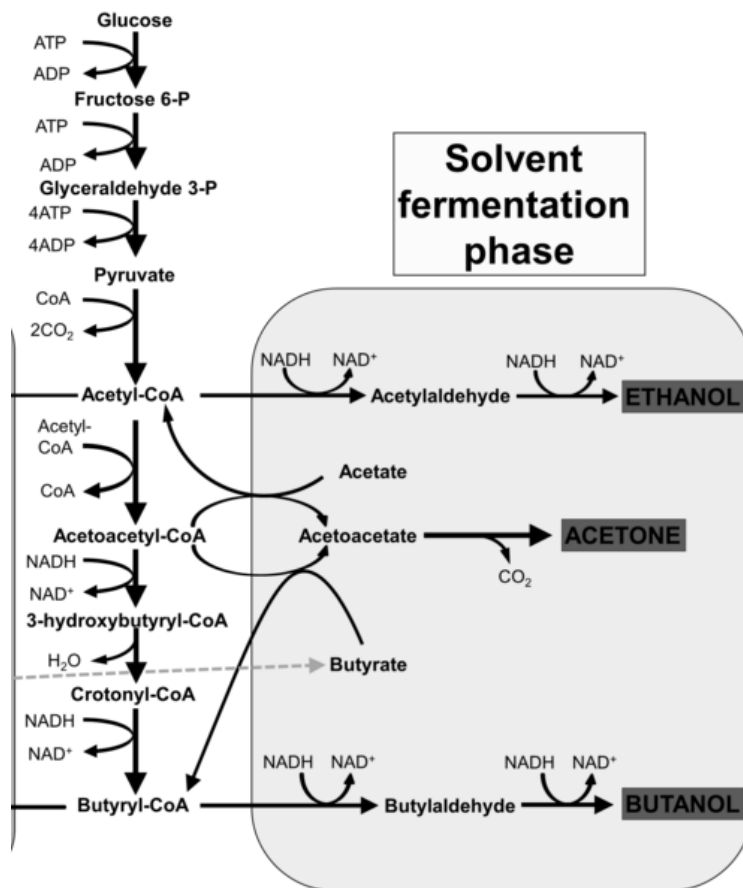 Glucose
ATP
ADP
Fructose 6-P
ATP
ADP
Glyceraldehyde 3-P
4ATP
4ADP
Pyruvate
CoA
2CO₂
Solvent
fermentation
phase
NADH NAD⁺ NADH NAD⁺
Acetyl-CoA Acetylaldehyde ETHANOL
Acetyl-
CoA
CoA
Acetate
Acetoacetyl-CoA Acetoacetate ACETONE
CO₂
NADH
NAD⁺
3-hydroxybutyryl-CoA
H₂O
Butyrate
Crotonyl-CoA
NADH
NAD⁺
NADH NAD⁺ NADH NAD⁺
Butyryl-CoA Butylaldehyde BUTANOL